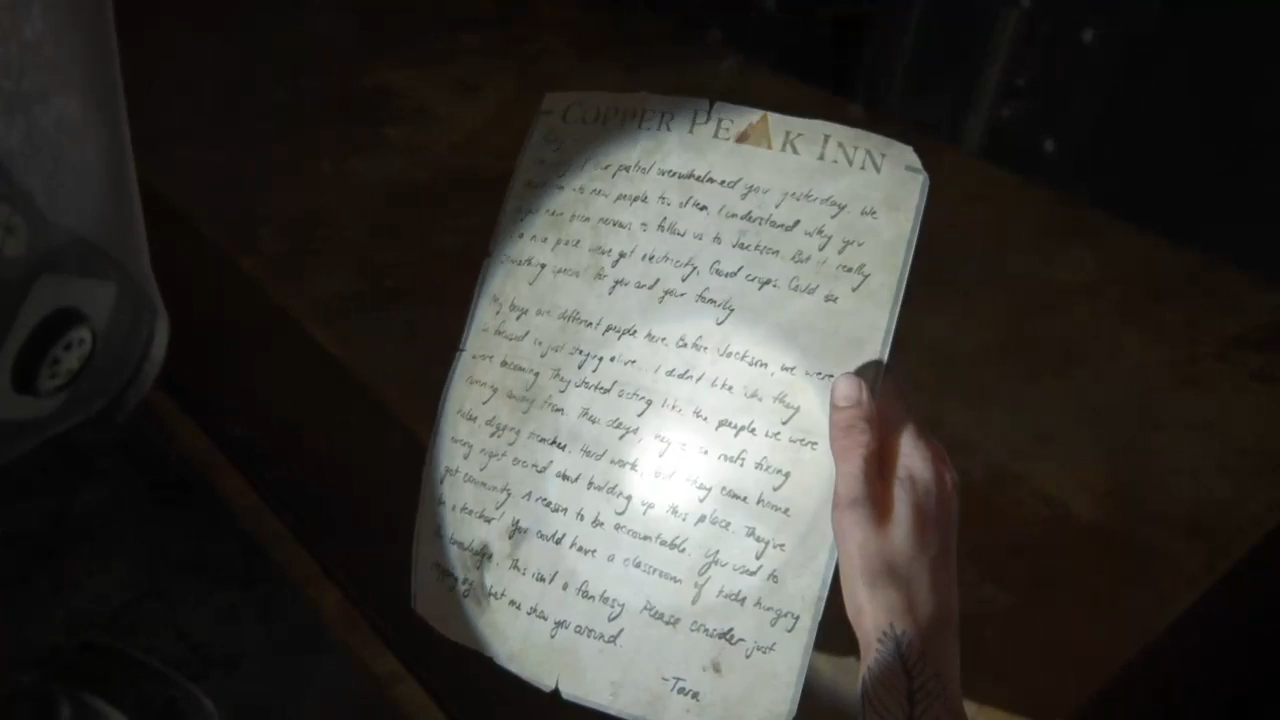 COPPER PEAK INN
our patrol overwhelmed you yesterday. We
into new people too often. I understand why you
been nervous to follow us to Jackson. But it really
a nice place. We've got electricity. Good crops. Could be
something special for you and your family
My boys are different people here. Before Jackson, we were
so focused on just staying alive... I didn't like who they
were becoming. They started acting like the people we were
running away from. These days, they're on roofs fixing
holes, digging trenches. Hard work, but they come home
every night excited about building up this place. They've
got community. A reason to be accountable. You used to
be a teacher! You could have a classroom of kids hungry
knowledge. This isn't a fantasy. Please consider just
let me show you around.
-Tara